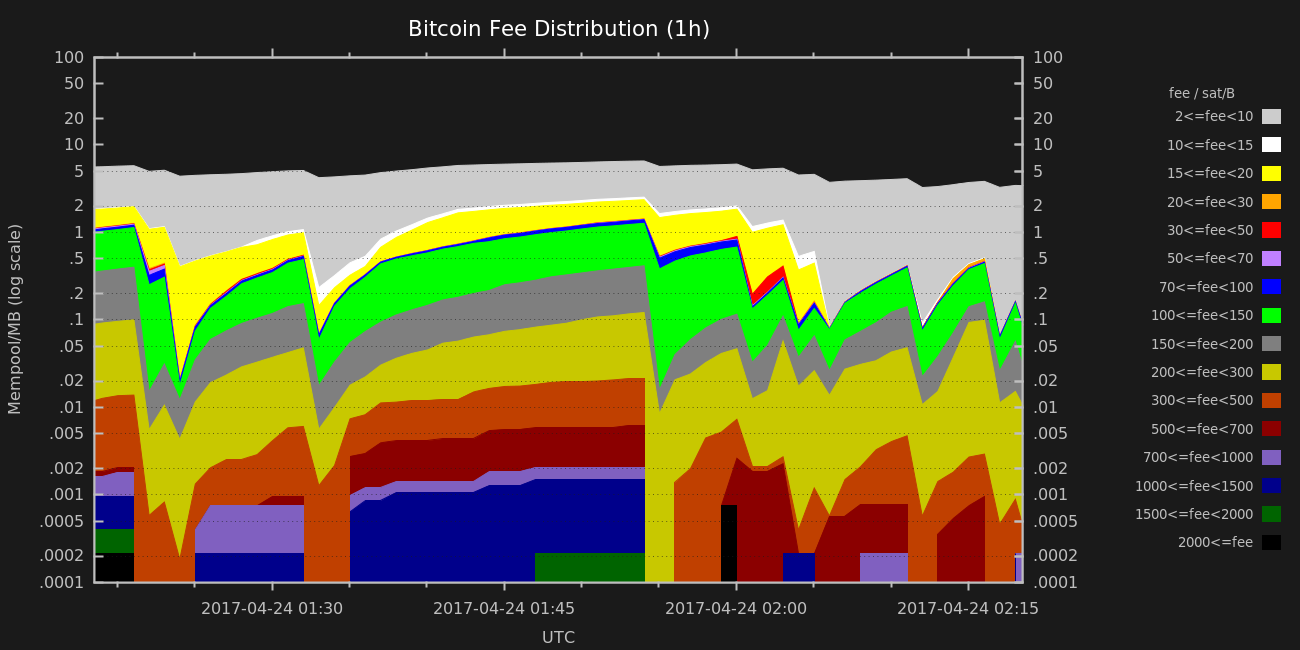 Bitcoin Fee Distribution (1h)
Mempool/MB (log scale)
100
50
20
10
5
2
1
.5
.2
.1
.05
.02
.01
.005
.002
.001
.0005
.0002
.0001
100
50
20
10
5
2
1
.5
.2
.1
.05
.02
.01
.005
.002
.001
.0005
.0002
.0001
2017-04-24 01:30 2017-04-24 01:45 2017-04-24 02:00 2017-04-24 02:15
UTC
fee / sat/B
2<=fee<10
10<=fee<15
15<=fee<20
20<=fee<30
30<=fee<50
50<=fee<70
70<=fee<100
100<=fee<150
150<=fee<200
200<=fee<300
300<=fee<500
500<=fee<700
700<=fee<1000
1000<=fee<1500
1500<=fee<2000
2000<=fee